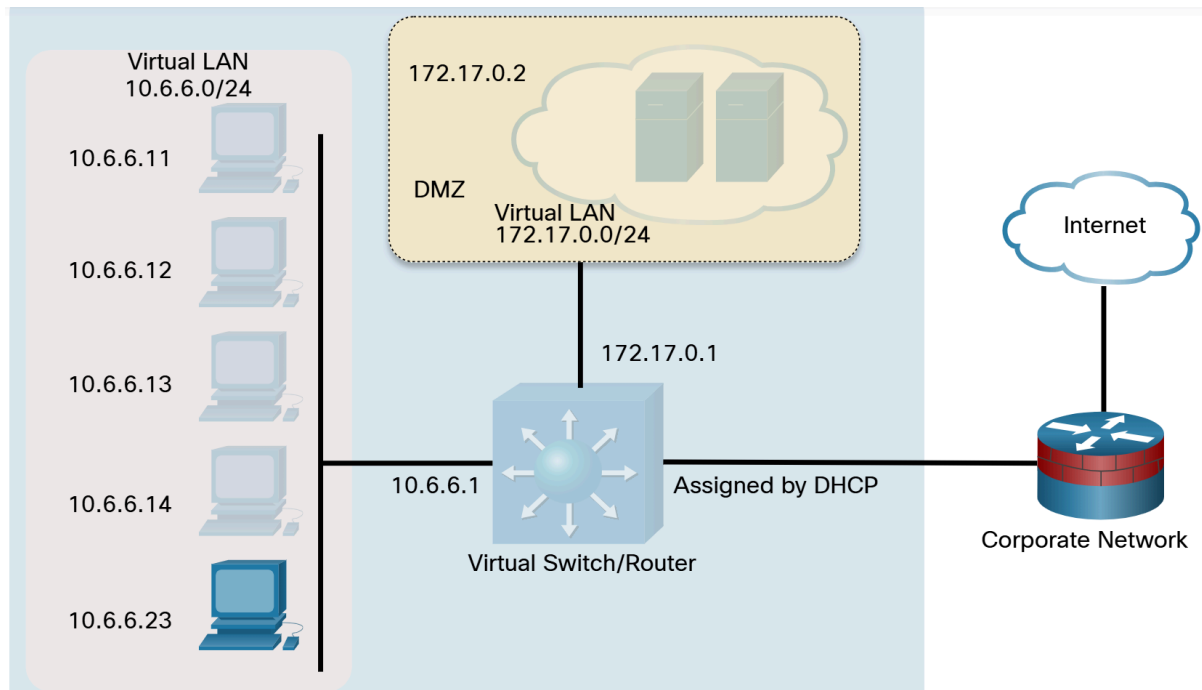 Virtual LAN
10.6.6.0/24
10.6.6.11
10.6.6.12
10.6.6.13
10.6.6.14
10.6.6.23
172.17.0.2
DMZ
Virtual LAN
172.17.0.0/24
172.17.0.1
10.6.6.1
Assigned by DHCP
Virtual Switch/Router
Internet
Corporate Network